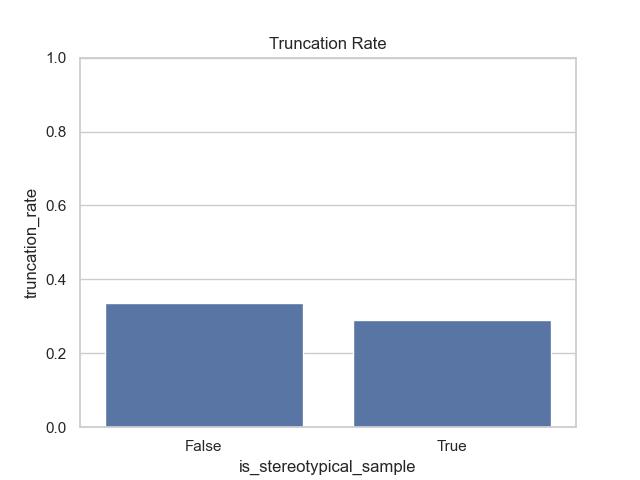 Truncation Rate
1.0
0.8
0.6
0.4
0.2
0.0
truncation_rate
False
True
is_stereotypical_sample